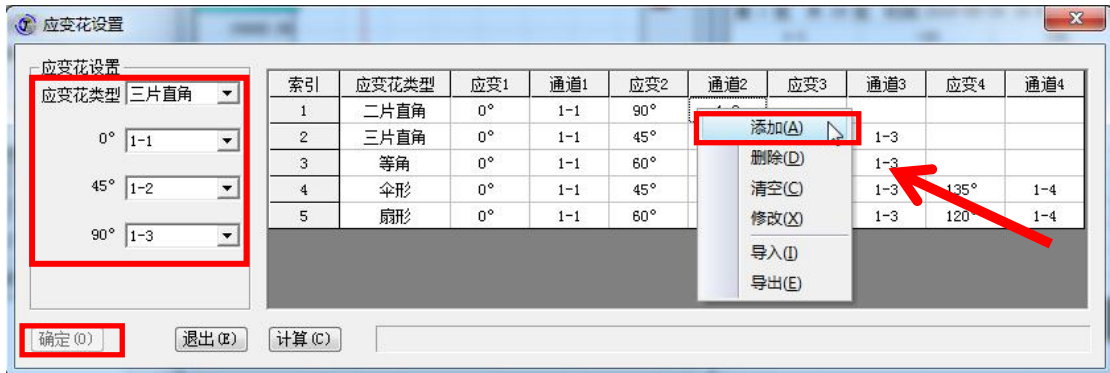 应变花设置
应变花设置
应变花类型 三片直角
0° 1-1
45° 1-2
90° 1-3
确定(O) 退出(E) 计算(C)
索引 应变花类型 应变1 通道1 应变2 通道2 应变3 通道3 应变4 通道4
1 二片直角 0° 1-1 90°
2 三片直角 0° 1-1 45° 1-3
3 等角 0° 1-1 60° 1-3
4 伞形 0° 1-1 45° 1-3 135° 1-4
5 扇形 0° 1-1 60° 1-3 120° 1-4
添加(A)
删除(D)
清空(C)
修改(X)
导入(I)
导出(E)